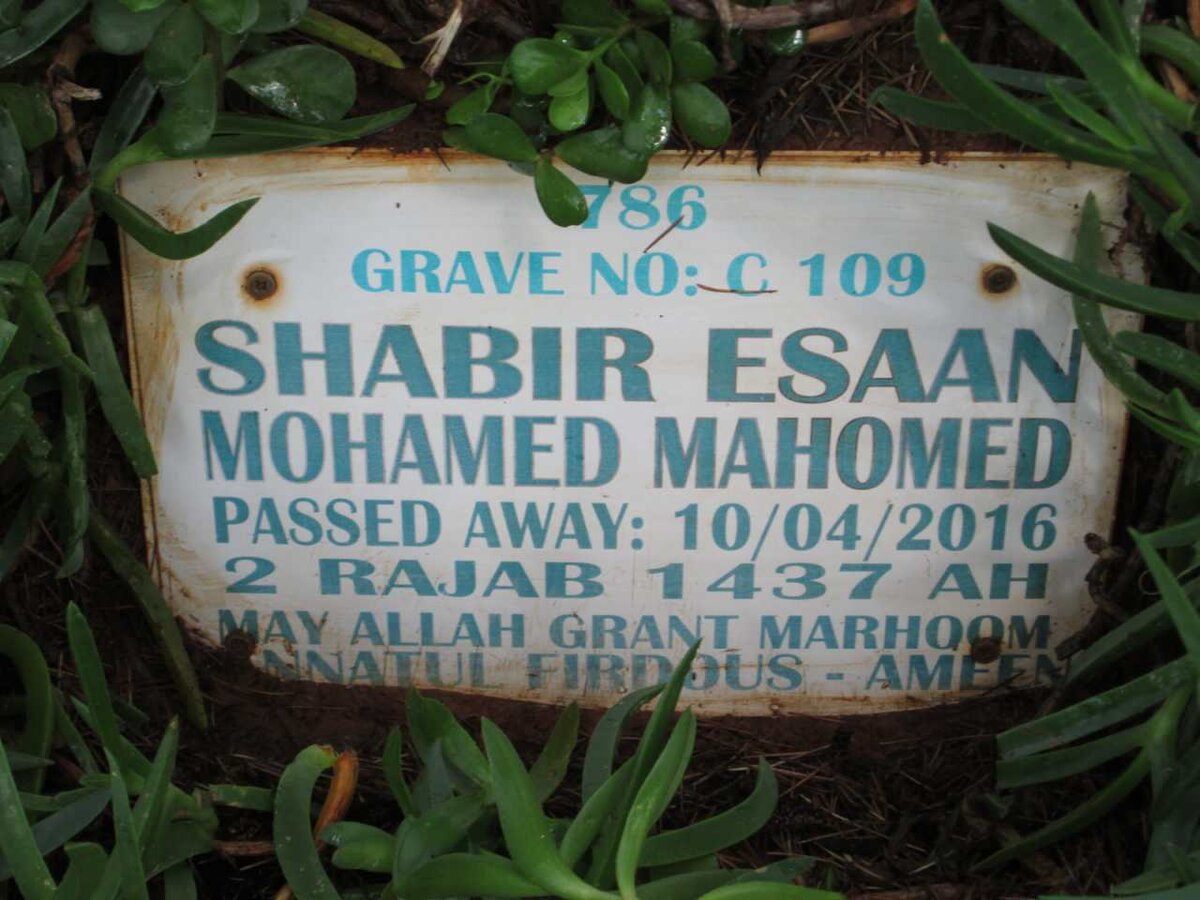 786
GRAVE NO: C 109
SHABIR ESAAN
MOHAMED MAHOMED
PASSED AWAY: 10/04/2016
2 RAJAB 1437 AH
MAY ALLAH GRANT MARHOOM
JANNATUL FIRDOUS - AMEEN